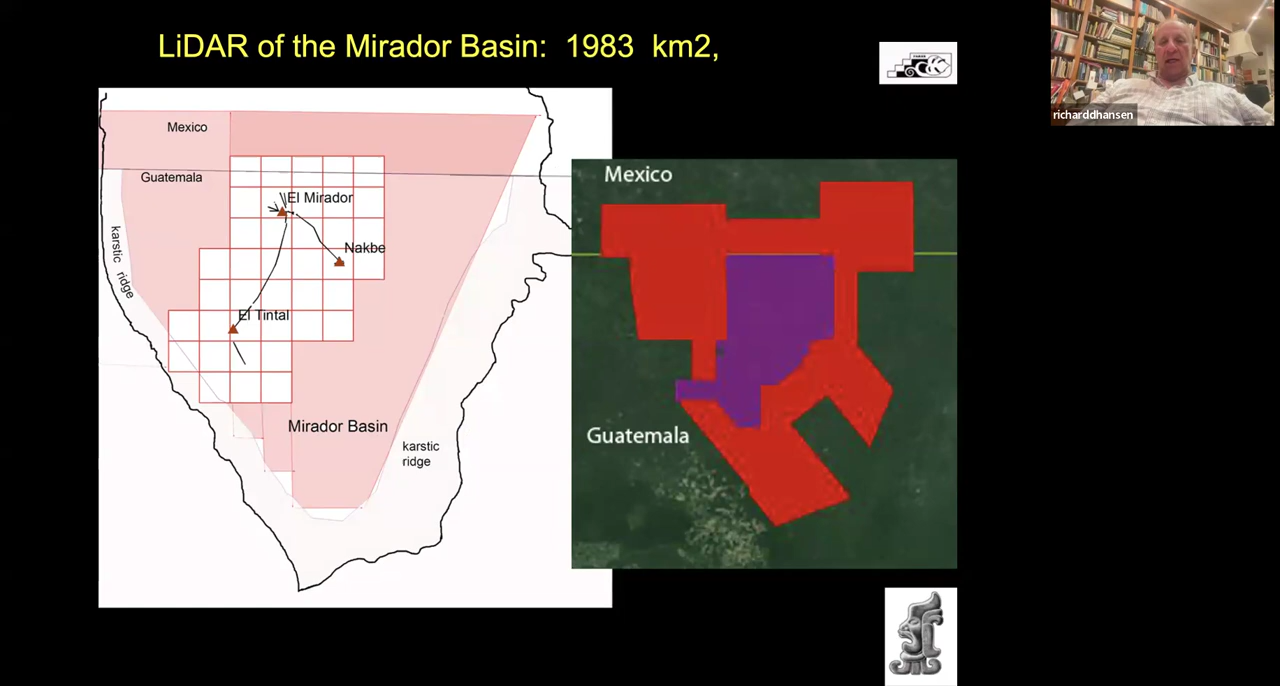 LiDAR of the Mirador Basin:  1983  km2,
richarddhansen
Mexico
Guatemala
El Mirador
Nakbe
karstic ridge
El Tintal
Mirador Basin
karstic
ridge
Mexico
Guatemala